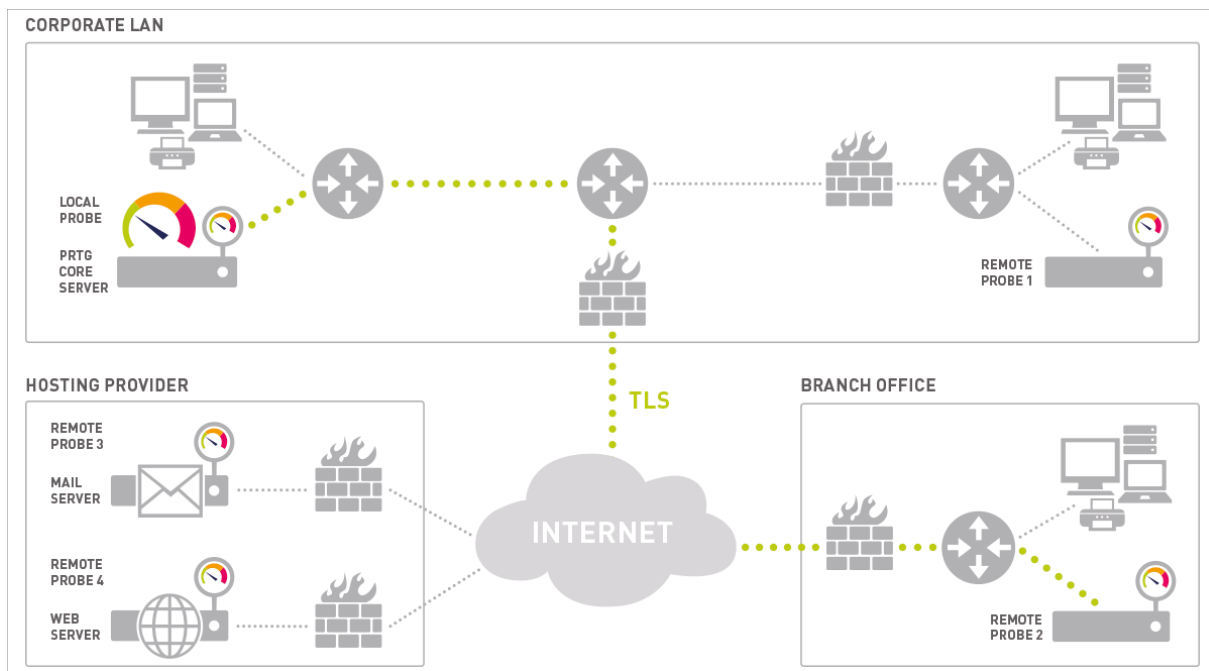 CORPORATE LAN
LOCAL
PROBE
PRTG
CORE
SERVER
REMOTE
PROBE 1
HOSTING PROVIDER
REMOTE
PROBE 3
MAIL
SERVER
REMOTE
PROBE 4
WEB
SERVER
TLS
INTERNET
BRANCH OFFICE
REMOTE
PROBE 2